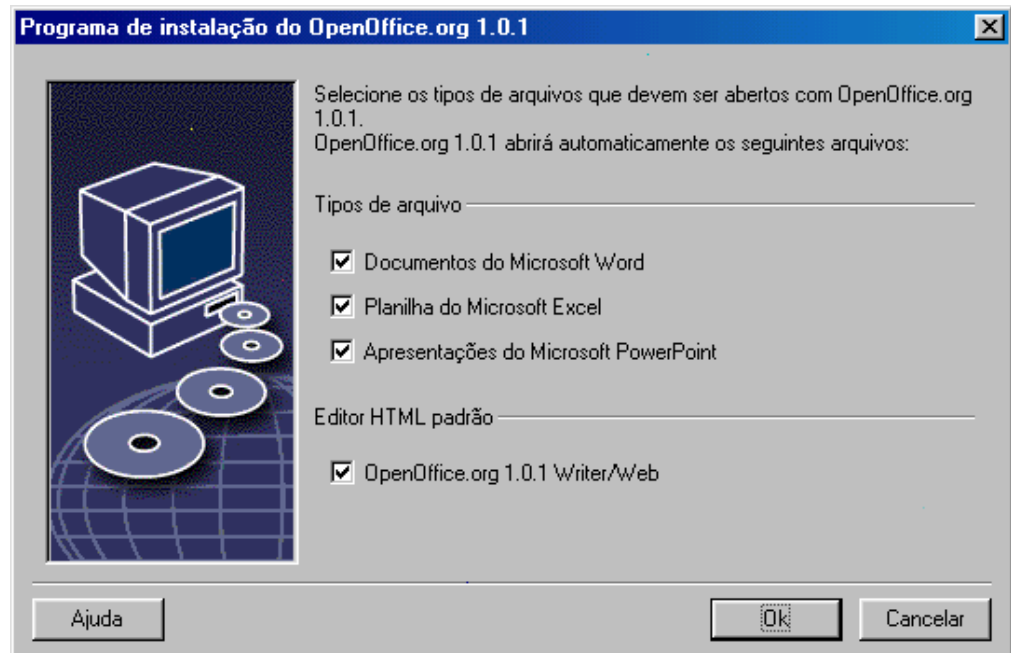 Programa de instalação do OpenOffice.org 1.0.1
Selecione os tipos de arquivos que devem ser abertos com OpenOffice.org
1.0.1.
OpenOffice.org 1.0.1 abrirá automaticamente os seguintes arquivos:
Tipos de arquivo
Documentos do Microsoft Word
Planilha do Microsoft Excel
Apresentações do Microsoft PowerPoint
Editor HTML padrão
OpenOffice.org 1.0.1 Writer/Web
Ajuda
Ok
Cancelar